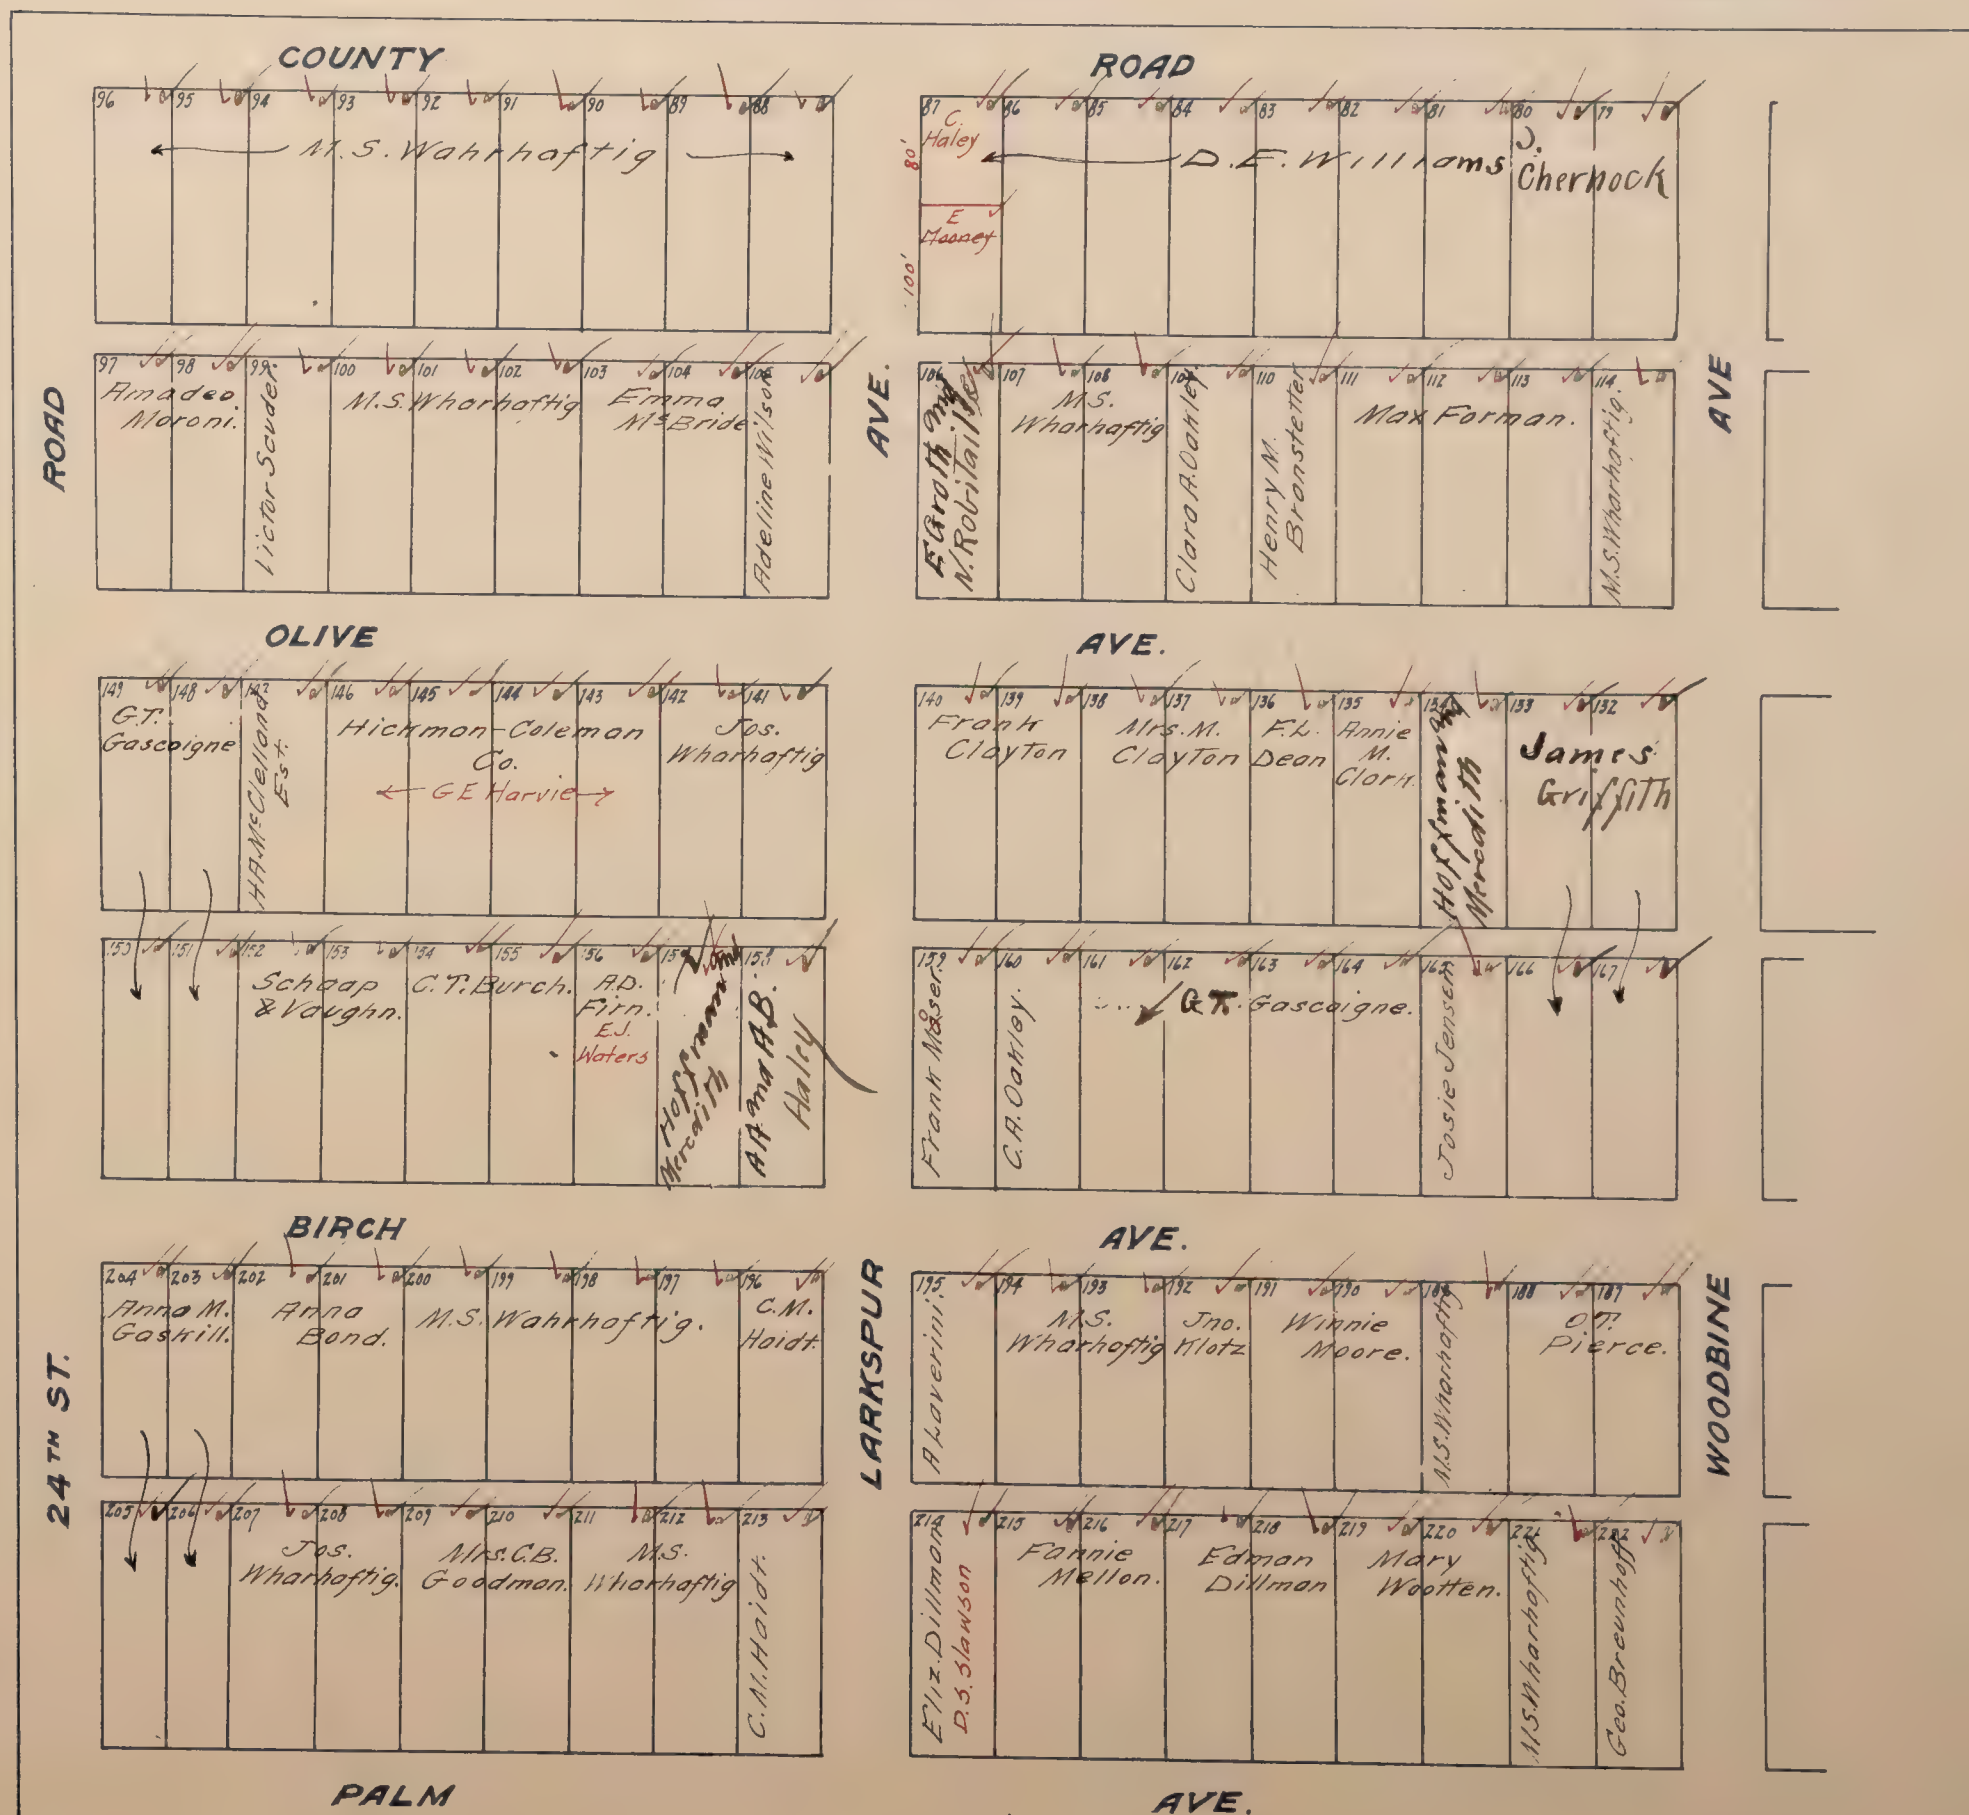 COUNTY ROAD
96 95 94 93 92 91 90 89 88
M.S. Wahrhaftig
87 86 85 84 83 82 81 80 79
C.
Haley
80'
E
Mooney
100'
D.E. Williams
J.
Chernock
ROAD
AVE.
AVE
97 98 99 100 101 102 103 104 105
Amadeo
Moroni.
Victor Scuder.
M.S. Wharhaftig
Emma
McBride
Adeline Wilson
106 107 108 109 110 111 112 113 114
E Groth and
N. Robitaille
M.S.
Wharhaftig
Clara A. Oakley.
Henry M.
Bronstetter
Max Forman.
M.S. Wharhaftig.
OLIVE AVE.
149 148 147 146 145 144 143 142 141
G.T.
Gascoigne
H.A. McClelland
Est.
Hickman-Coleman
Co.
G E Harvie
Jos.
Wharhaftig
140 139 138 137 136 135 134 133 132
Frank
Clayton
Mrs. M.
Clayton
F.L.
Dean
Annie
M.
Clark.
Hoffman and
Meredith
James
Griffith
150 151 152 153 154 155 156 157 158
Schaap
& Vaughn.
C.T. Burch.
A.D.
Firn.
E.J.
Waters
Hoffman and
Meredith
A A and A.B.
Haley
159 160 161 162 163 164 165 166 167
Frank Moser.
C.A. Oakley.
G.T. Gascoigne.
Josie Jensen
BIRCH AVE.
24TH ST.
LARKSPUR
WOODBINE
204 203 202 201 200 199 198 197 196
Anna M.
Gaskill.
Anna
Bond.
M.S. Wahrhaftig.
C.M.
Haidt.
195 194 193 192 191 190 189 188 187
A Laverini.
M.S.
Wharhaftig
Jno.
Klotz
Winnie
Moore.
M.S. Wharhaftig
O.T.
Pierce.
205 206 207 208 209 210 211 212 213
Jos.
Wharhaftig.
Mrs. C.B.
Goodman.
M.S.
Wharhaftig
C.M. Haidt.
214 215 216 217 218 219 220 221 222
Eliz. Dillman
D.S. Slawson
Fannie
Mellon.
Edman
Dillman
Mary
Wootten.
M.S. Wharhaftig
Geo. Breunhoff
PALM AVE.